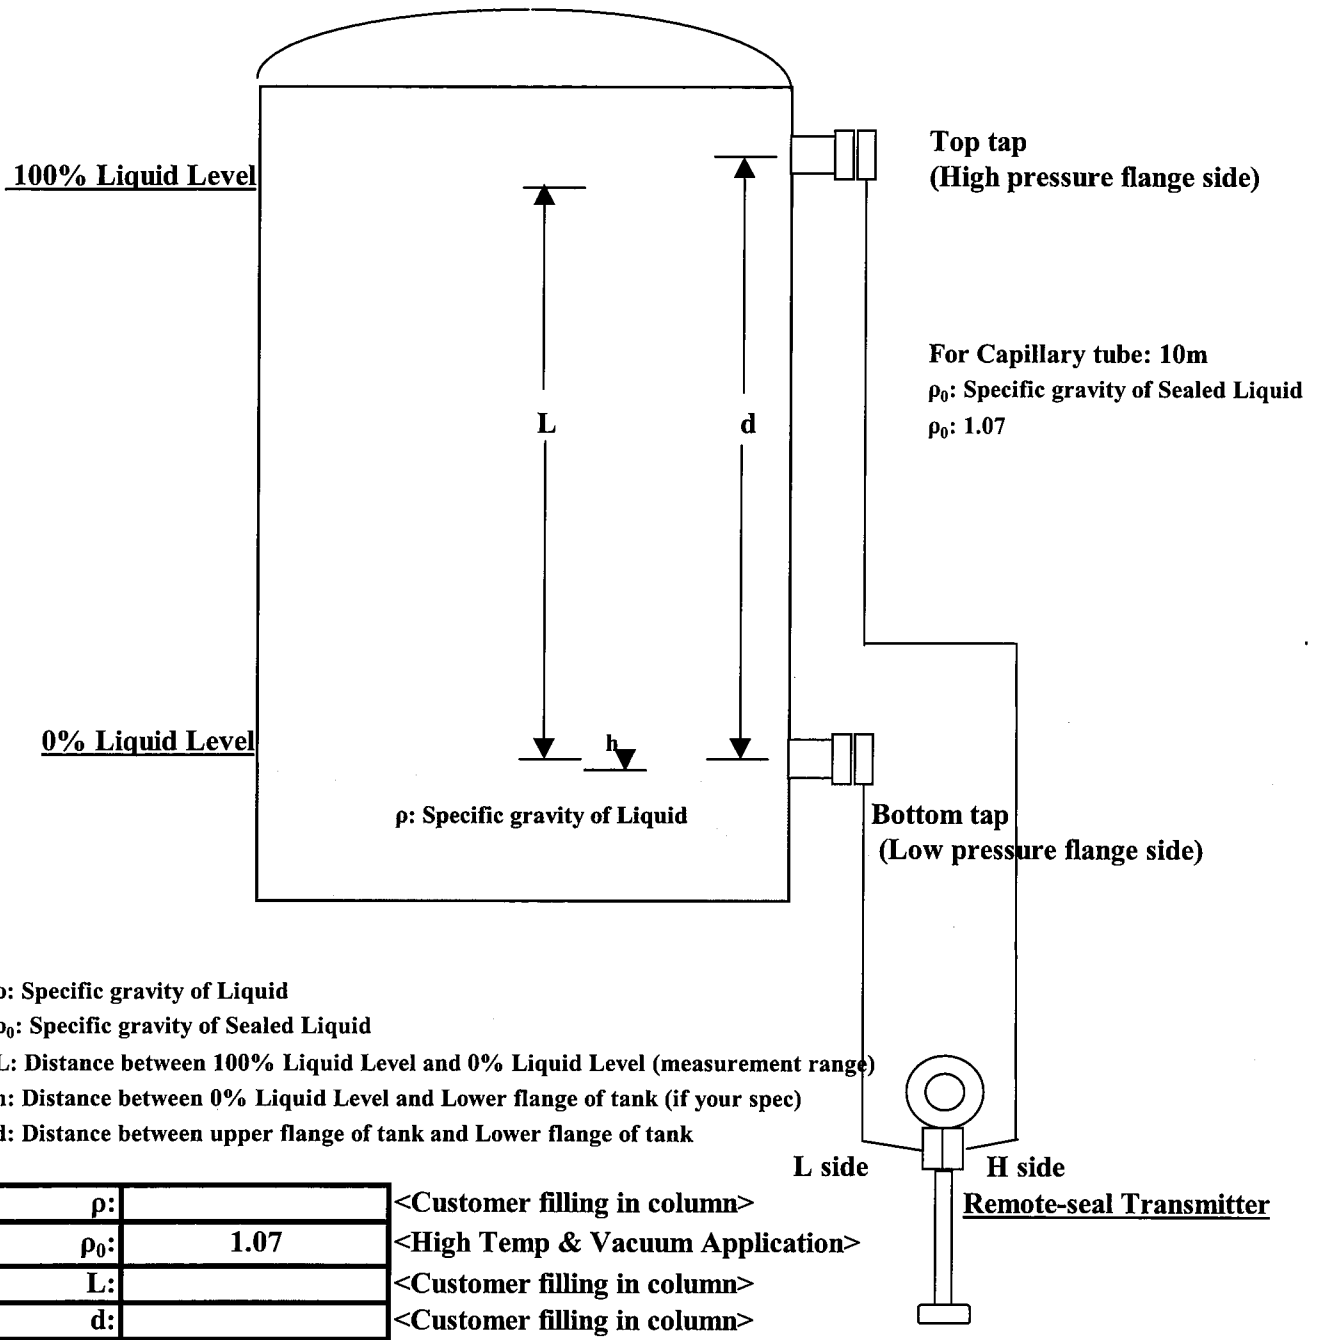 Top tap
100% Liquid Level
(High pressure flange side)
For Capillary tube: 10m
ρ₀: Specific gravity of Sealed Liquid
L
d
ρ₀: 1.07
0% Liquid Level
h
ρ: Specific gravity of Liquid
Bottom tap
(Low pressure flange side)
ρ: Specific gravity of Liquid
ρ₀: Specific gravity of Sealed Liquid
L: Distance between 100% Liquid Level and 0% Liquid Level (measurement range)
h: Distance between 0% Liquid Level and Lower flange of tank (if your spec)
d: Distance between upper flange of tank and Lower flange of tank
L side
H side
Remote-seal Transmitter
ρ: <Customer filling in column>
ρ₀: 1.07 <High Temp & Vacuum Application>
L: <Customer filling in column>
d: <Customer filling in column>